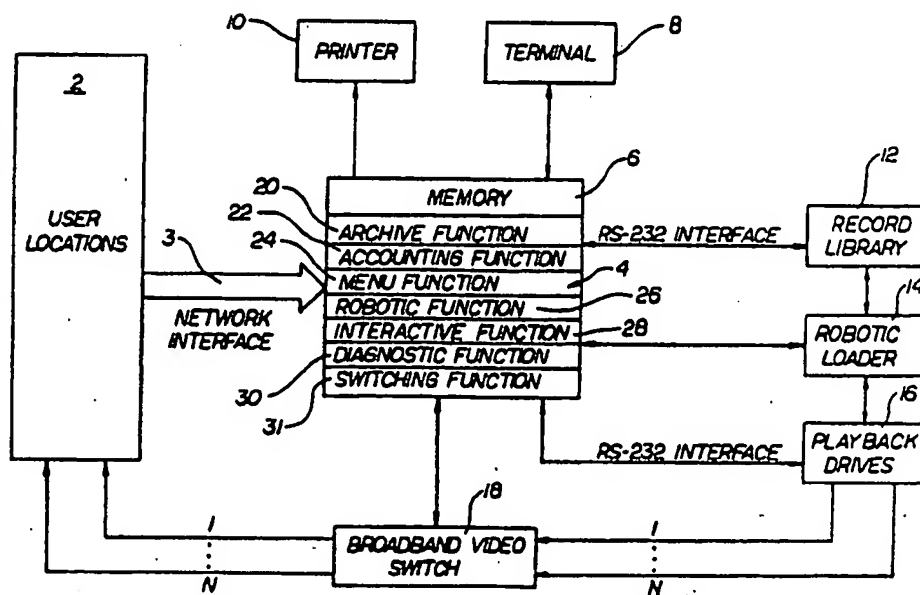 10
PRINTER
TERMINAL
8
2
USER
LOCATIONS
3
NETWORK
INTERFACE
MEMORY
6
20
ARCHIVE FUNCTION
22
ACCOUNTING FUNCTION
24
MENU FUNCTION
4
ROBOTIC FUNCTION
26
INTERACTIVE FUNCTION
28
DIAGNOSTIC FUNCTION
30
SWITCHING FUNCTION
31
RS-232 INTERFACE
12
RECORD
LIBRARY
14
ROBOTIC
LOADER
16
PLAYBACK
DRIVES
RS-232 INTERFACE
18
BROADBAND VIDEO
SWITCH
1
N
1
N